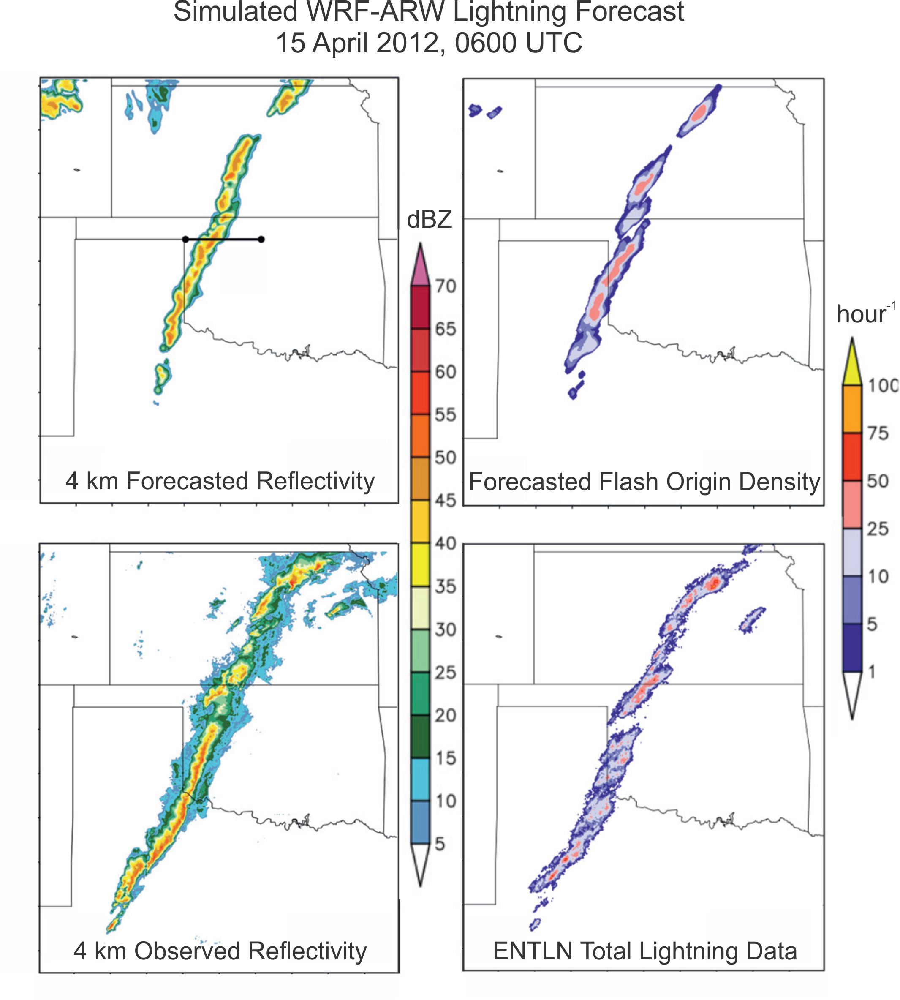 Simulated WRF-ARW Lightning Forecast
15 April 2012, 0600 UTC
4 km Forecasted Reflectivity
dBZ
70
65
60
55
50
45
40
35
30
25
20
15
10
5
Forecasted Flash Origin Density
hour-1
100
75
50
25
10
5
1
4 km Observed Reflectivity
ENTLN Total Lightning Data